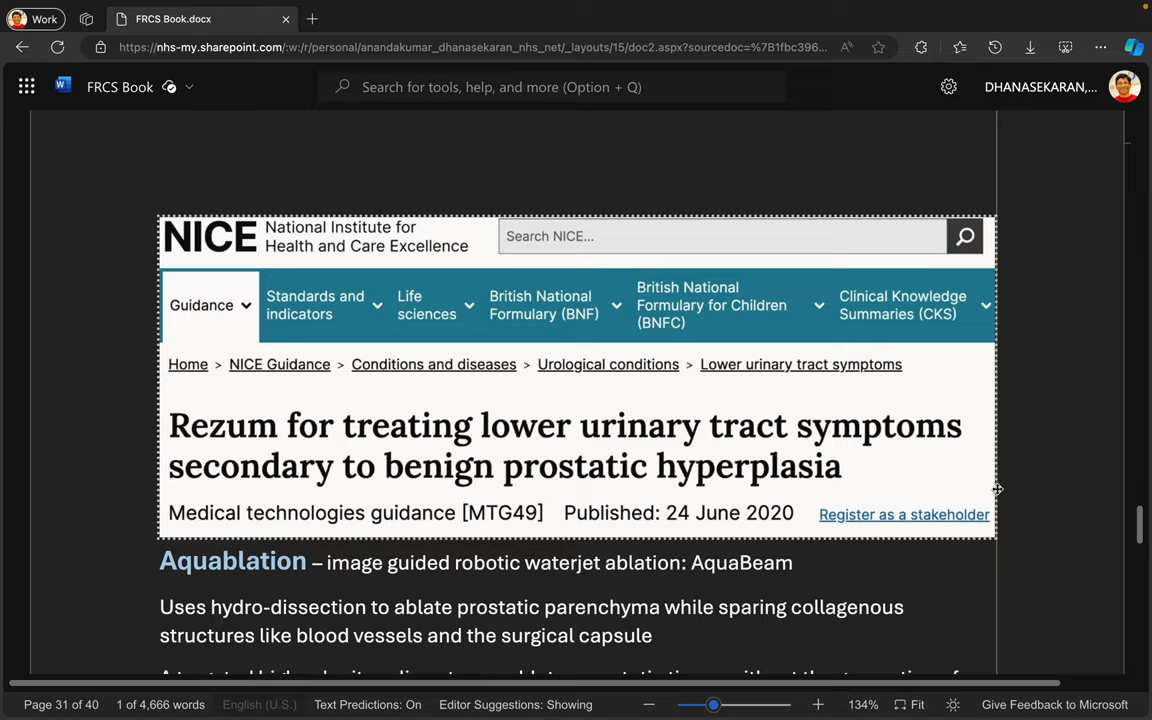 Work
FRCS Book.docx
https://nhs-my.sharepoint.com/:w:/r/personal/anandakumar_dhanasekaran_nhs_net/_layouts/15/doc2.aspx?sourcedoc=%7B1fbc396...
FRCS Book
Search for tools, help, and more (Option + Q)
DHANASEKARAN,...
NICE
National Institute for
Health and Care Excellence
Search NICE...
Guidance
Standards and
indicators
Life
sciences
British National
Formulary (BNF)
British National
Formulary for Children
(BNFC)
Clinical Knowledge
Summaries (CKS)
Home > NICE Guidance > Conditions and diseases > Urological conditions > Lower urinary tract symptoms
Rezum for treating lower urinary tract symptoms
secondary to benign prostatic hyperplasia
Medical technologies guidance [MTG49] Published: 24 June 2020 Register as a stakeholder
Aquablation – image guided robotic waterjet ablation: AquaBeam
Uses hydro-dissection to ablate prostatic parenchyma while sparing collagenous
structures like blood vessels and the surgical capsule
Page 31 of 40 1 of 4,666 words English (U.S.) Text Predictions: On Editor Suggestions: Showing 134% Fit Give Feedback to Microsoft